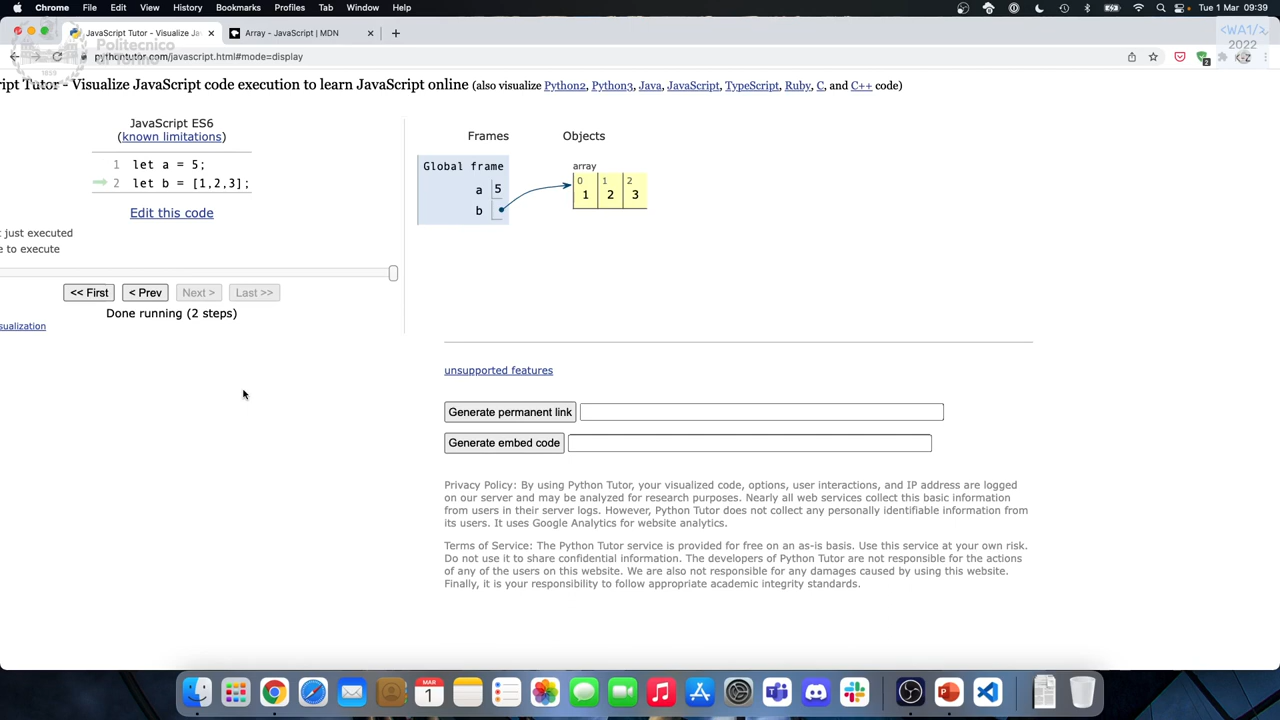 Chrome File Edit View History Bookmarks Profiles Tab Window Help
Tue 1 Mar 09:39
JavaScript Tutor - Visualize Ja
Array - JavaScript | MDN
<WA1/>
2022
Politecnico
1859
pythontutor.com/javascript.html#mode=display
2
ript Tutor - Visualize JavaScript code execution to learn JavaScript online (also visualize Python2, Python3, Java, JavaScript, TypeScript, Ruby, C, and C++ code)
JavaScript ES6
(known limitations)
1 let a = 5;
2 let b = [1,2,3];
Edit this code
just executed
e to execute
<< First
< Prev
Next >
Last >>
Done running (2 steps)
sualization
Frames
Objects
Global frame
a 5
b
array
0 1 2
1 2 3
unsupported features
Generate permanent link
Generate embed code
Privacy Policy: By using Python Tutor, your visualized code, options, user interactions, and IP address are logged
on our server and may be analyzed for research purposes. Nearly all web services collect this basic information
from users in their server logs. However, Python Tutor does not collect any personally identifiable information from
its users. It uses Google Analytics for website analytics.
Terms of Service: The Python Tutor service is provided for free on an as-is basis. Use this service at your own risk.
Do not use it to share confidential information. The developers of Python Tutor are not responsible for the actions
of any of the users on this website. We are also not responsible for any damages caused by using this website.
Finally, it is your responsibility to follow appropriate academic integrity standards.
MAR
1